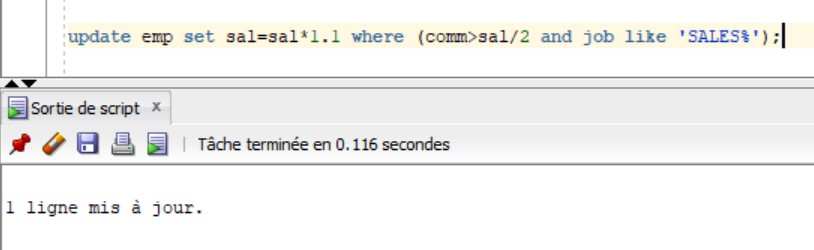 update emp set sal=sal*1.1 where (comm>sal/2 and job like 'SALES%');
Sortie de script x
Tâche terminée en 0.116 secondes
1 ligne mis à jour.